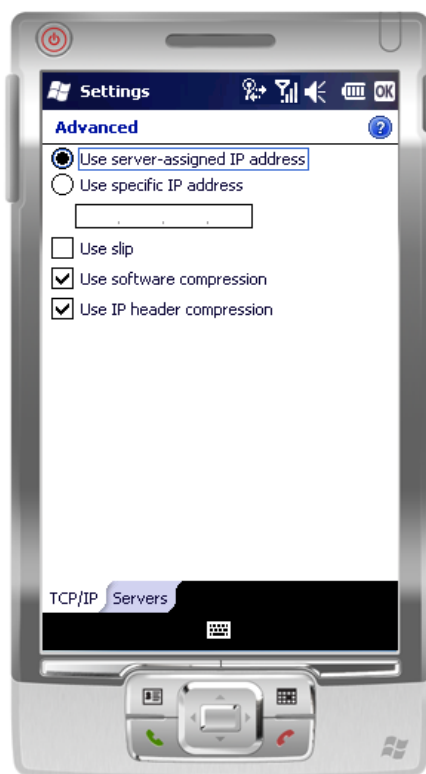 Settings
OK
Advanced
?
Use server-assigned IP address
Use specific IP address
. . .
Use slip
Use software compression
Use IP header compression
TCP/IP Servers